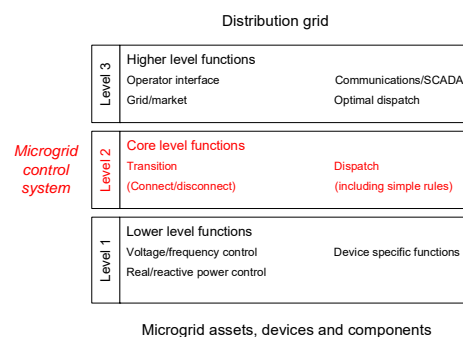 Distribution grid
Level 3
Higher level functions
Operator interface Communications/SCADA
Grid/market Optimal dispatch
Microgrid
control
system
Level 2
Core level functions
Transition Dispatch
(Connect/disconnect) (including simple rules)
Level 1
Lower level functions
Voltage/frequency control Device specific functions
Real/reactive power control
Microgrid assets, devices and components